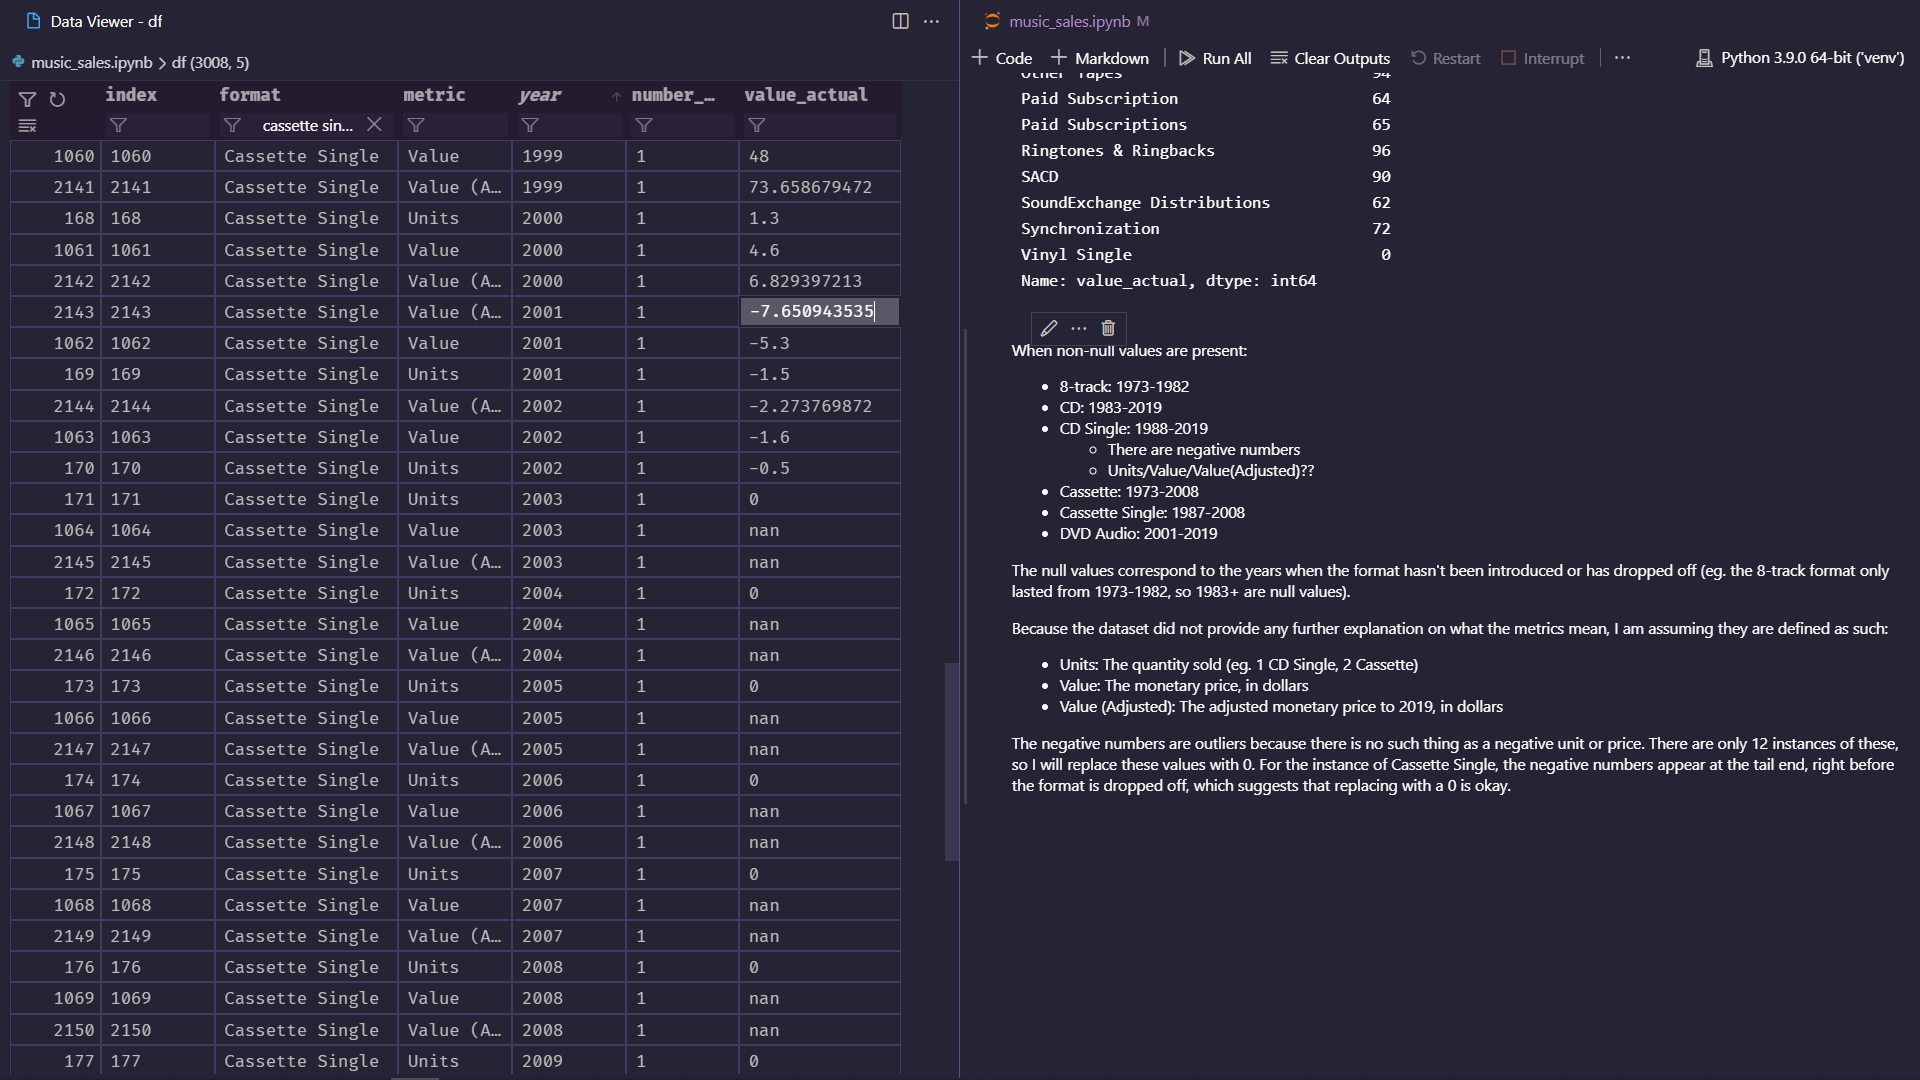 Data Viewer - df
music_sales.ipynb > df (3008, 5)
index format metric year number_... value_actual
cassette sin...
1060 1060 Cassette Single Value 1999 1 48
2141 2141 Cassette Single Value (A... 1999 1 73.658679472
168 168 Cassette Single Units 2000 1 1.3
1061 1061 Cassette Single Value 2000 1 4.6
2142 2142 Cassette Single Value (A... 2000 1 6.829397213
2143 2143 Cassette Single Value (A... 2001 1 -7.650943535
1062 1062 Cassette Single Value 2001 1 -5.3
169 169 Cassette Single Units 2001 1 -1.5
2144 2144 Cassette Single Value (A... 2002 1 -2.273769872
1063 1063 Cassette Single Value 2002 1 -1.6
170 170 Cassette Single Units 2002 1 -0.5
171 171 Cassette Single Units 2003 1 0
1064 1064 Cassette Single Value 2003 1 nan
2145 2145 Cassette Single Value (A... 2003 1 nan
172 172 Cassette Single Units 2004 1 0
1065 1065 Cassette Single Value 2004 1 nan
2146 2146 Cassette Single Value (A... 2004 1 nan
173 173 Cassette Single Units 2005 1 0
1066 1066 Cassette Single Value 2005 1 nan
2147 2147 Cassette Single Value (A... 2005 1 nan
174 174 Cassette Single Units 2006 1 0
1067 1067 Cassette Single Value 2006 1 nan
2148 2148 Cassette Single Value (A... 2006 1 nan
175 175 Cassette Single Units 2007 1 0
1068 1068 Cassette Single Value 2007 1 nan
2149 2149 Cassette Single Value (A... 2007 1 nan
176 176 Cassette Single Units 2008 1 0
1069 1069 Cassette Single Value 2008 1 nan
2150 2150 Cassette Single Value (A... 2008 1 nan
177 177 Cassette Single Units 2009 1 0
music_sales.ipynb M
+ Code + Markdown Run All Clear Outputs Restart Interrupt ... Python 3.9.0 64-bit ('venv')
Other Tapes 94
Paid Subscription 64
Paid Subscriptions 65
Ringtones & Ringbacks 96
SACD 90
SoundExchange Distributions 62
Synchronization 72
Vinyl Single 0
Name: value_actual, dtype: int64
When non-null values are present:
• 8-track: 1973-1982
• CD: 1983-2019
• CD Single: 1988-2019
◦ There are negative numbers
◦ Units/Value/Value(Adjusted)??
• Cassette: 1973-2008
• Cassette Single: 1987-2008
• DVD Audio: 2001-2019
The null values correspond to the years when the format hasn't been introduced or has dropped off (eg. the 8-track format only
lasted from 1973-1982, so 1983+ are null values).
Because the dataset did not provide any further explanation on what the metrics mean, I am assuming they are defined as such:
• Units: The quantity sold (eg. 1 CD Single, 2 Cassette)
• Value: The monetary price, in dollars
• Value (Adjusted): The adjusted monetary price to 2019, in dollars
The negative numbers are outliers because there is no such thing as a negative unit or price. There are only 12 instances of these,
so I will replace these values with 0. For the instance of Cassette Single, the negative numbers appear at the tail end, right before
the format is dropped off, which suggests that replacing with a 0 is okay.